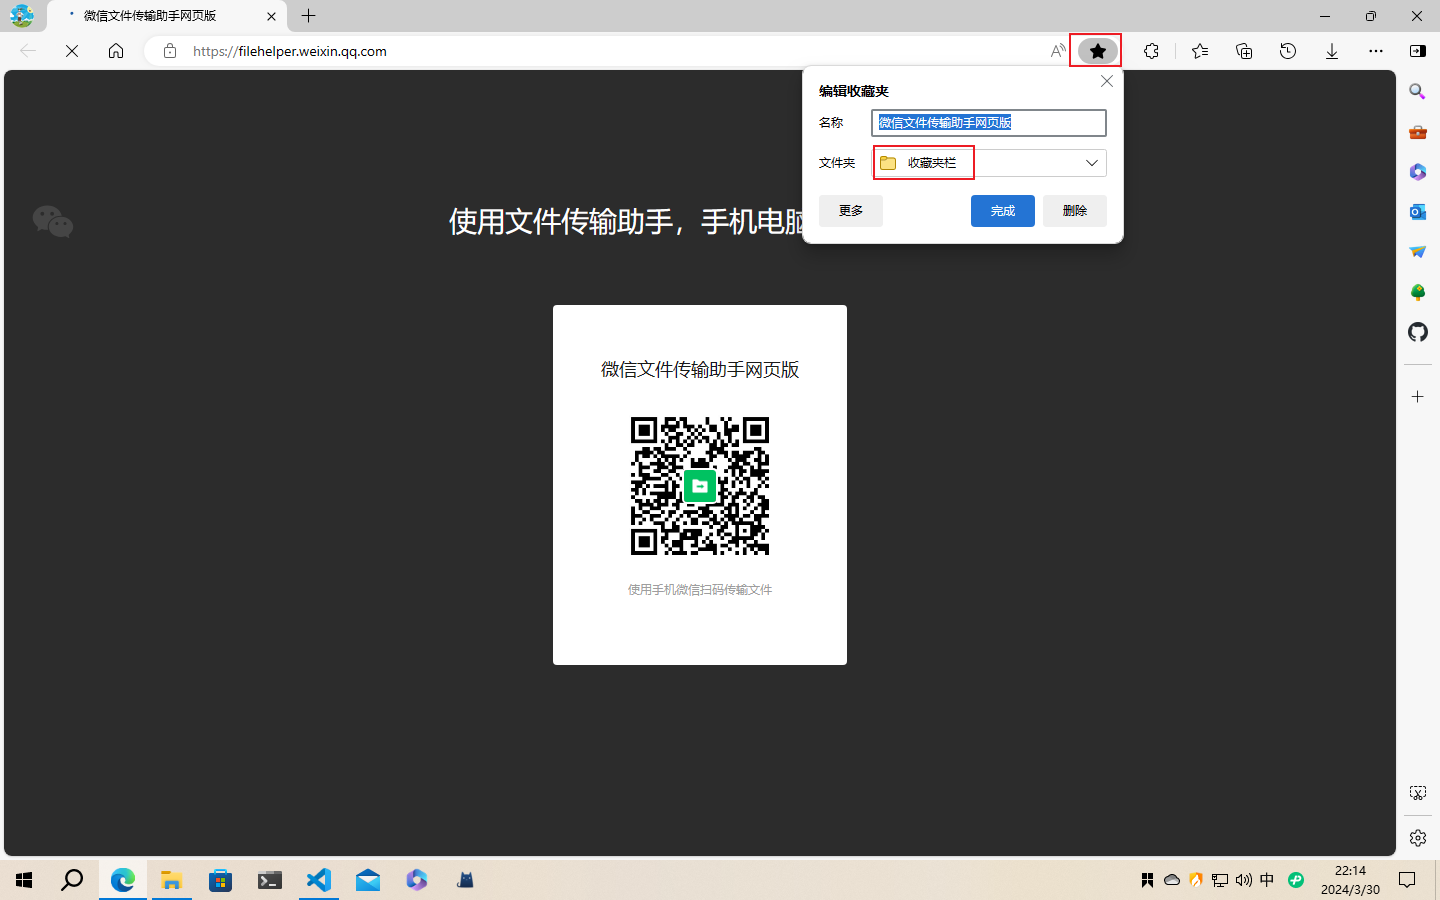 微信文件传输助手网页版
https://filehelper.weixin.qq.com
编辑收藏夹
名称
微信文件传输助手网页版
文件夹
收藏夹栏
更多
完成
删除
使用文件传输助手，手机电脑
微信文件传输助手网页版
使用手机微信扫码传输文件
中
22:14
2024/3/30